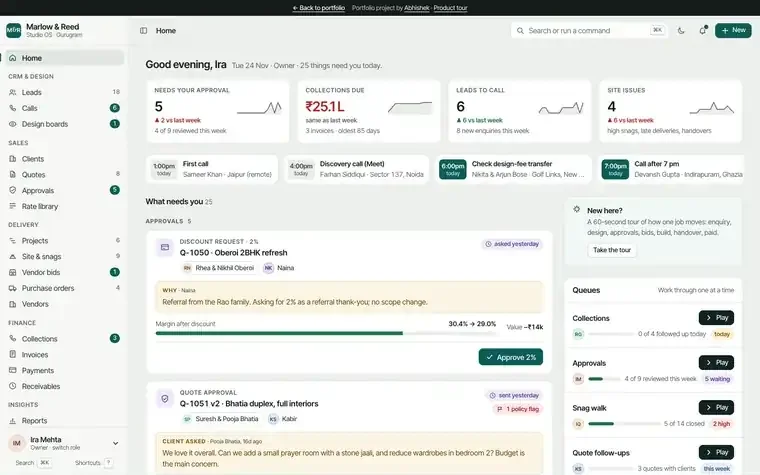 ← Back to portfolio Portfolio project by Abhishek · Product tour
M&R Marlow & Reed
Studio OS · Gurugram
Home
CRM & DESIGN
Leads 18
Calls 6
Design boards 1
SALES
Clients
Quotes 8
Approvals 5
Rate library
DELIVERY
Projects 6
Site & snags 4
Vendor bids 1
Purchase orders 4
Vendors
FINANCE
Collections 3
Invoices
Payments
Receivables
INSIGHTS
Reports
IM Ira Mehta
Owner · switch role
Search ⌘K Shortcuts ?
Home
Search or run a command ⌘K
+ New
Good evening, Ira Tue 24 Nov · Owner · 25 things need you today.
NEEDS YOUR APPROVAL
5
▲ 2 vs last week
4 of 9 reviewed this week
COLLECTIONS DUE
₹25.1 L
same as last week
3 invoices · oldest 85 days
LEADS TO CALL
6
▲ 6 vs last week
8 new enquiries this week
SITE ISSUES
4
▲ 6 vs last week
high snags, late deliveries, handovers
1:00pm today
First call
Sameer Khan · Jaipur (remote)
4:00pm today
Discovery call (Meet)
Farhan Siddiqui · Sector 137, Noida
6:00pm today
Check design-fee transfer
Nikita & Arjun Bose · Golf Links, New ...
7:00pm today
Call after 7 pm
Devansh Gupta · Indirapuram, Ghazia
What needs you 25
APPROVALS 5
DISCOUNT REQUEST · 2%
asked yesterday
Q-1050 · Oberoi 2BHK refresh
RN Rhea & Nikhil Oberoi NK Naina
WHY · Naina
Referral from the Rao family. Asking for 2% as a referral thank-you; no scope change.
Margin after discount 30.4% → 29.0% Value −₹14k
✓ Approve 2%
QUOTE APPROVAL
sent yesterday
Q-1051 v2 · Bhatia duplex, full interiors
1 policy flag
SP Suresh & Pooja Bhatia KS Kabir
CLIENT ASKED · Pooja Bhatia, 16d ago
We love it overall. Can we add a small prayer room with a stone jaali, and reduce wardrobes in bedroom 2? Budget is
the main concern.
New here?
A 60-second tour of how one job moves: enquiry,
design, approvals, bids, build, handover, paid.
Take the tour
Queues Work through one at a time
Collections Play
RG 0 of 4 followed up today today
Approvals Play
IM 4 of 9 reviewed this week 5 waiting
Snag walk Play
IQ 5 of 14 closed 2 high
Quote follow-ups Play
KS 3 quotes with clients this week